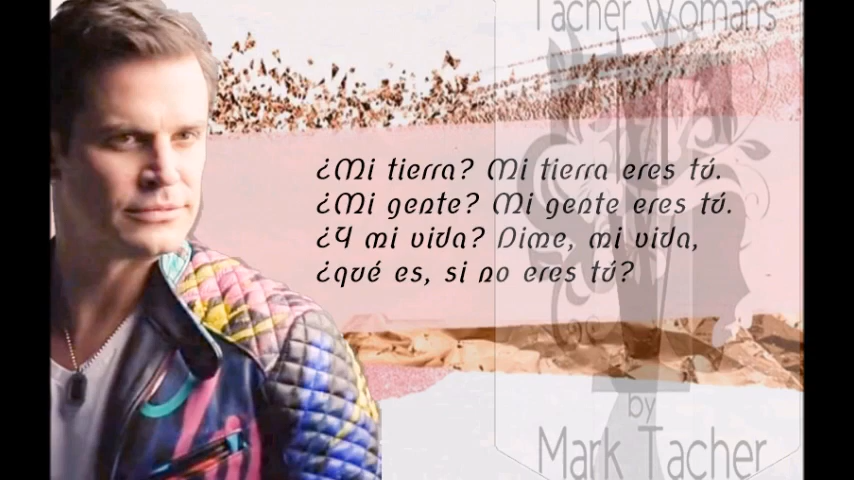 Tacher Womans
¿Mi tierra? Mi tierra eres tú.
¿Mi gente? Mi gente eres tú.
¿Y mi vida? Dime, mi vida,
¿qué es, si no eres tú?
by
Mark Tacher